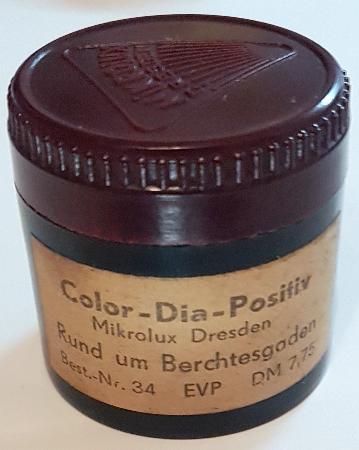 Color-Dia-Positiv
Mikrolux Dresden
Rund um Berchtesgaden
Best.-Nr. 34 EVP DM 7,75